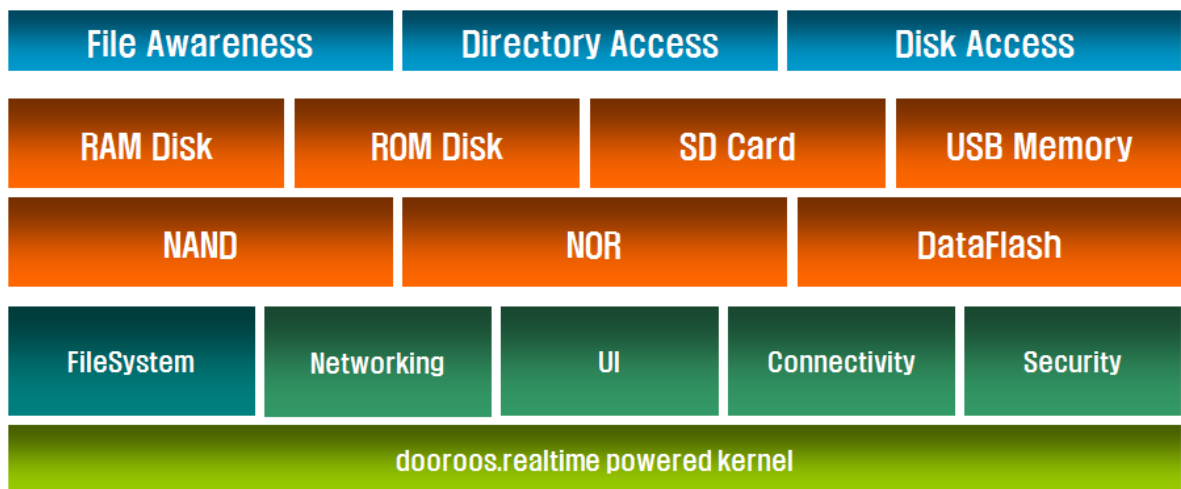 File Awareness Directory Access Disk Access
RAM Disk ROM Disk SD Card USB Memory
NAND NOR DataFlash
FileSystem Networking UI Connectivity Security
dooroos.realtime powered kernel